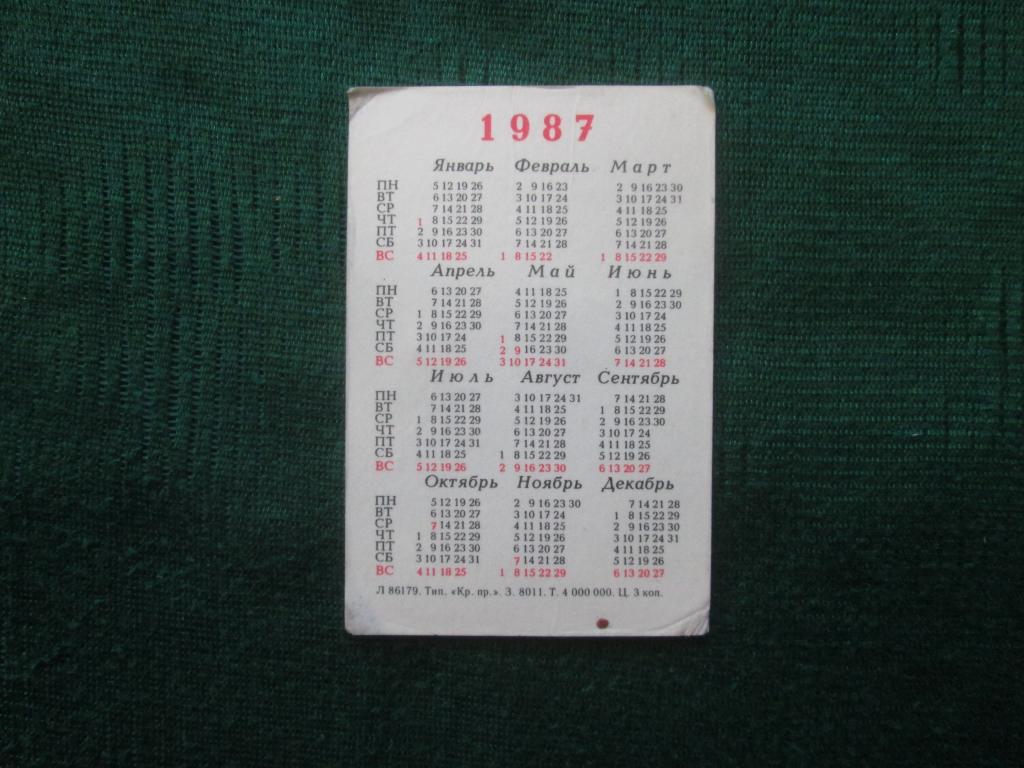 1987
Январь Февраль Март
ПН 5 12 19 26 2 9 16 23 2 9 16 23 30
ВТ 6 13 20 27 3 10 17 24 3 10 17 24 31
СР 7 14 21 28 4 11 18 25 4 11 18 25
ЧТ 1 8 15 22 29 5 12 19 26 5 12 19 26
ПТ 2 9 16 23 30 6 13 20 27 6 13 20 27
СБ 3 10 17 24 31 7 14 21 28 7 14 21 28
ВС 4 11 18 25 1 8 15 22 1 8 15 22 29
Апрель Май Июнь
ПН 6 13 20 27 4 11 18 25 1 8 15 22 29
ВТ 7 14 21 28 5 12 19 26 2 9 16 23 30
СР 1 8 15 22 29 6 13 20 27 3 10 17 24
ЧТ 2 9 16 23 30 7 14 21 28 4 11 18 25
ПТ 3 10 17 24 1 8 15 22 29 5 12 19 26
СБ 4 11 18 25 2 9 16 23 30 6 13 20 27
ВС 5 12 19 26 3 10 17 24 31 7 14 21 28
Июль Август Сентябрь
ПН 6 13 20 27 3 10 17 24 31 7 14 21 28
ВТ 7 14 21 28 4 11 18 25 1 8 15 22 29
СР 1 8 15 22 29 5 12 19 26 2 9 16 23 30
ЧТ 2 9 16 23 30 6 13 20 27 3 10 17 24
ПТ 3 10 17 24 31 7 14 21 28 4 11 18 25
СБ 4 11 18 25 1 8 15 22 29 5 12 19 26
ВС 5 12 19 26 2 9 16 23 30 6 13 20 27
Октябрь Ноябрь Декабрь
ПН 5 12 19 26 2 9 16 23 30 7 14 21 28
ВТ 6 13 20 27 3 10 17 24 1 8 15 22 29
СР 7 14 21 28 4 11 18 25 2 9 16 23 30
ЧТ 1 8 15 22 29 5 12 19 26 3 10 17 24 31
ПТ 2 9 16 23 30 6 13 20 27 4 11 18 25
СБ 3 10 17 24 31 7 14 21 28 5 12 19 26
ВС 4 11 18 25 1 8 15 22 29 6 13 20 27
Л 86179. Тип. «Кр. пр.». З. 8011. Т. 4 000 000. Ц. 3 коп.